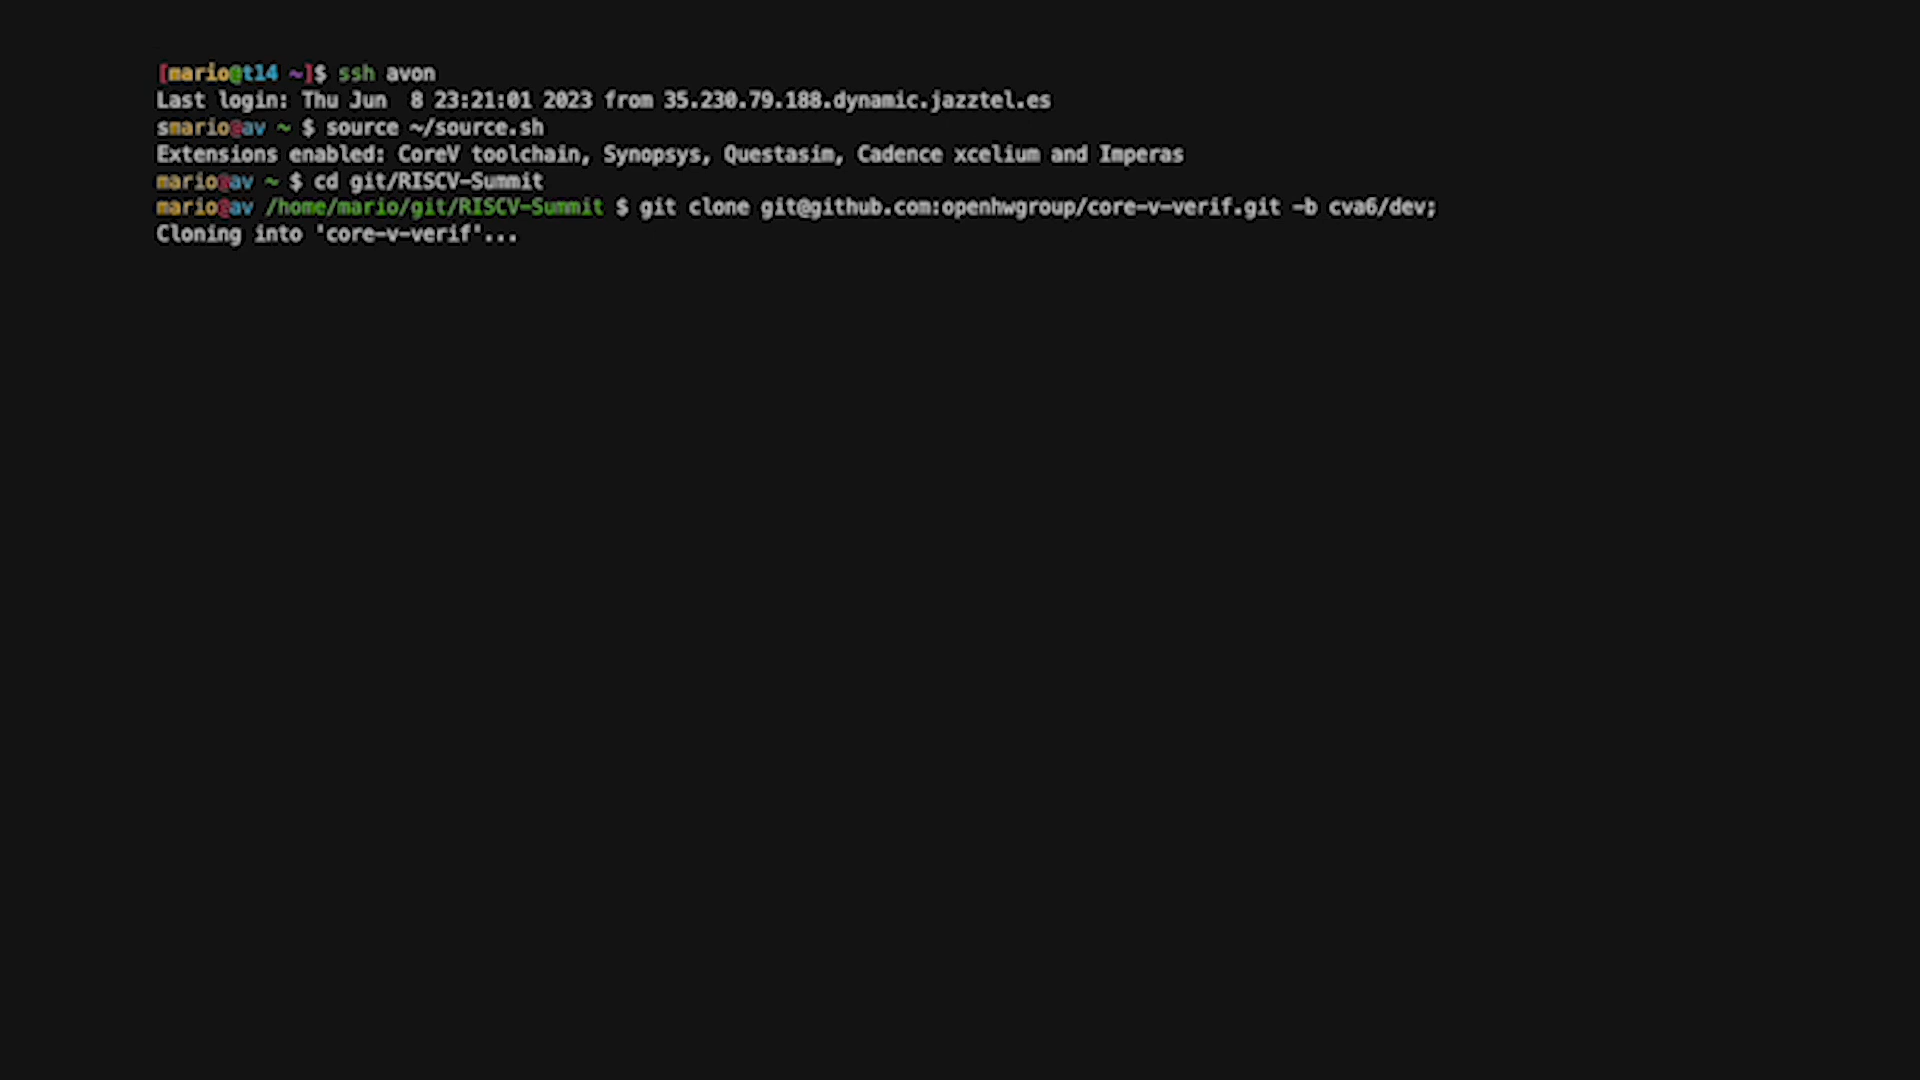 [mario@t14 ~]$ ssh avon
Last login: Thu Jun  8 23:21:01 2023 from 35.230.79.188.dynamic.jazztel.es
smario@av ~ $ source ~/source.sh
Extensions enabled: CoreV toolchain, Synopsys, Questasim, Cadence xcelium and Imperas
mario@av ~ $ cd git/RISCV-Summit
mario@av /home/mario/git/RISCV-Summit $ git clone git@github.com:openhwgroup/core-v-verif.git -b cva6/dev;
Cloning into 'core-v-verif'...